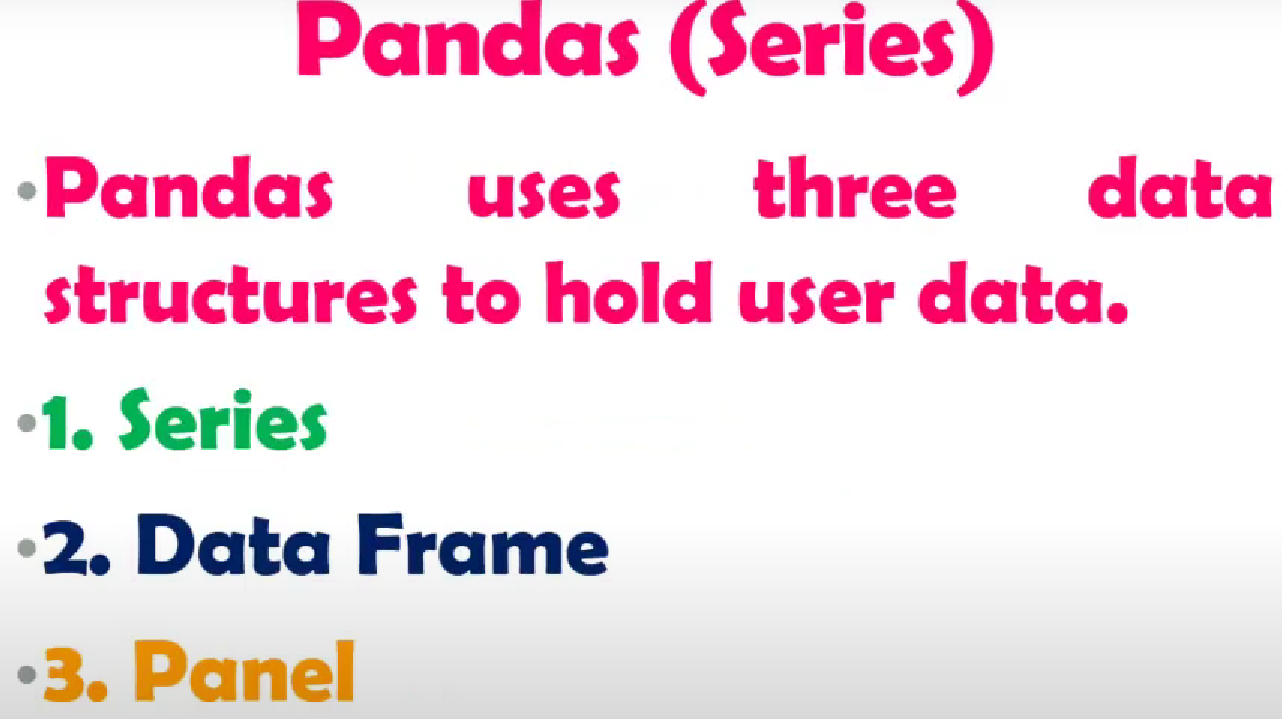 Pandas (Series)
•Pandas uses three data
structures to hold user data.
•1. Series
•2. Data Frame
•3. Panel